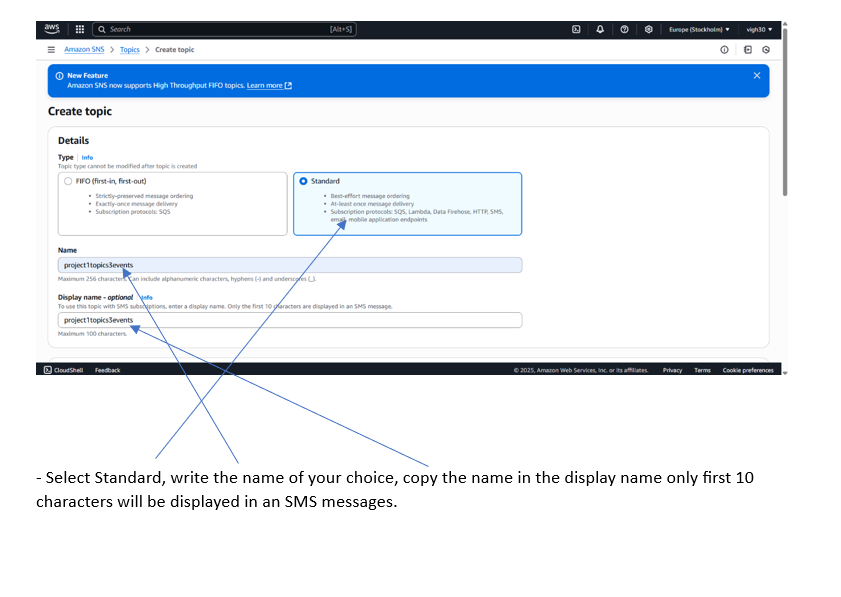 aws Search [Alt+S] Europe (Stockholm) ▼ vigh30 ▼
Amazon SNS > Topics > Create topic
New Feature
Amazon SNS now supports High Throughput FIFO topics. Learn more
Create topic
Details
Type | Info
Topic type cannot be modified after topic is created
FIFO (first-in, first-out)
• Strictly-preserved message ordering
• Exactly-once message delivery
• Subscription protocols: SQS
Standard
• Best-effort message ordering
• At-least once message delivery
• Subscription protocols: SQS, Lambda, Data Firehose, HTTP, SMS,
email, mobile application endpoints
Name
project1topics3events
Maximum 256 characters. Can include alphanumeric characters, hyphens (-) and underscores (_).
Display name - optional Info
To use this topic with SMS subscriptions, enter a display name. Only the first 10 characters are displayed in an SMS message.
project1topics3events
Maximum 100 characters.
CloudShell Feedback © 2025, Amazon Web Services, Inc. or its affiliates. Privacy Terms Cookie preferences
- Select Standard, write the name of your choice, copy the name in the display name only first 10
characters will be displayed in an SMS messages.